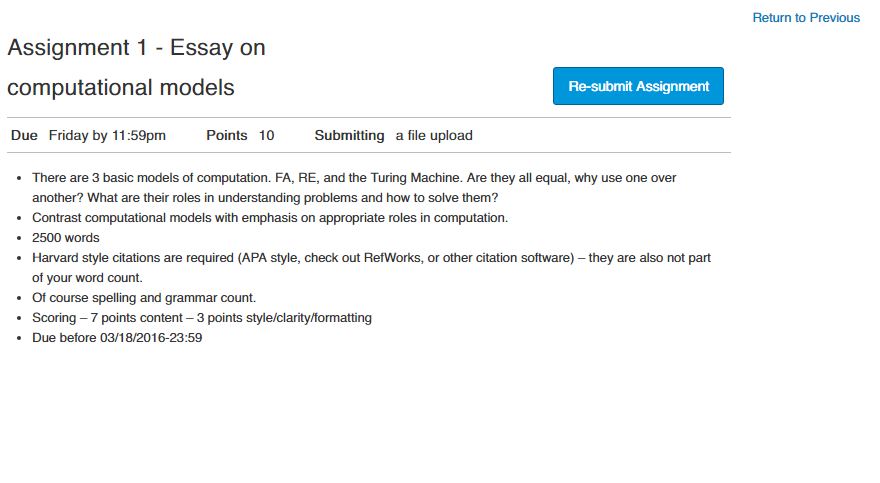 Return to Previous
Assignment 1 - Essay on
computational models
Re-submit Assignment
Due Friday by 11:59pm Points 10 Submitting a file upload
• There are 3 basic models of computation. FA, RE, and the Turing Machine. Are they all equal, why use one over
another? What are their roles in understanding problems and how to solve them?
• Contrast computational models with emphasis on appropriate roles in computation.
• 2500 words
• Harvard style citations are required (APA style, check out RefWorks, or other citation software) – they are also not part
of your word count.
• Of course spelling and grammar count.
• Scoring – 7 points content – 3 points style/clarity/formatting
• Due before 03/18/2016-23:59